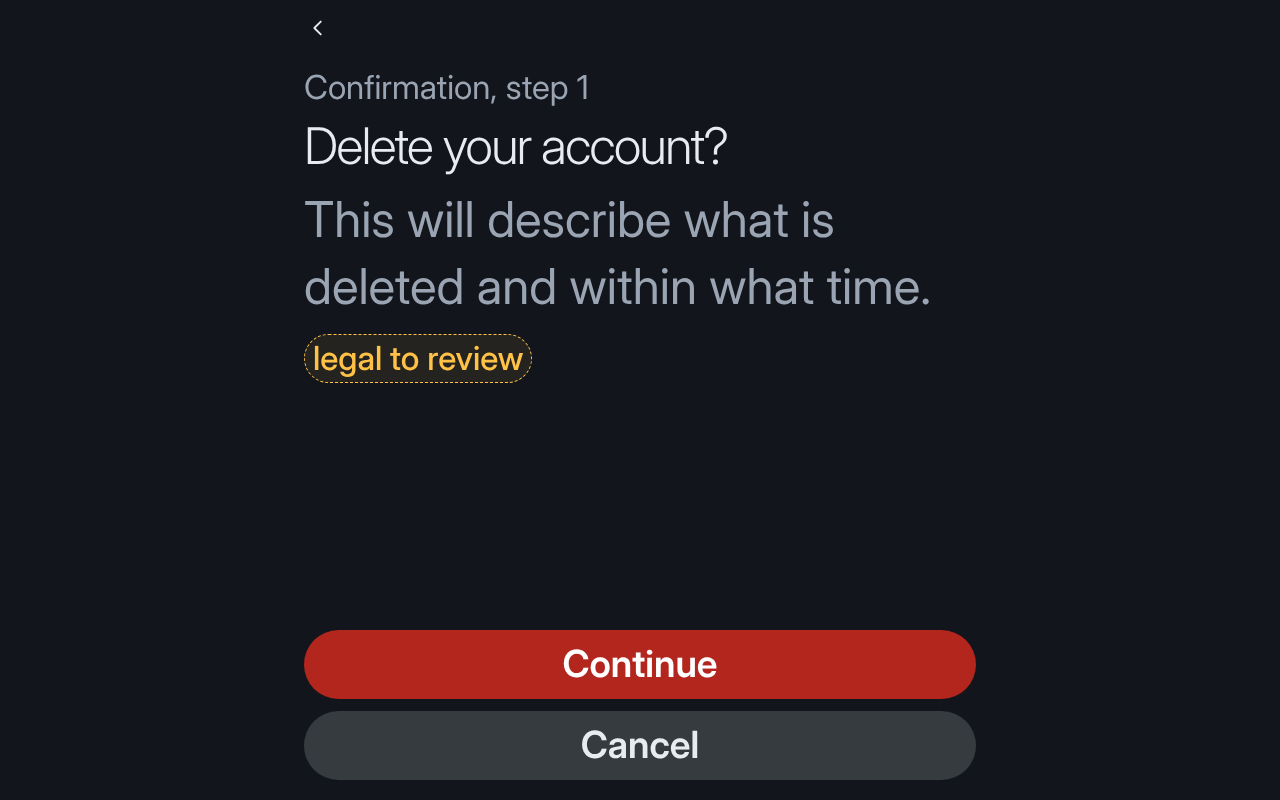 Confirmation, step 1
Delete your account?
This will describe what is
deleted and within what time.
legal to review
Continue
Cancel